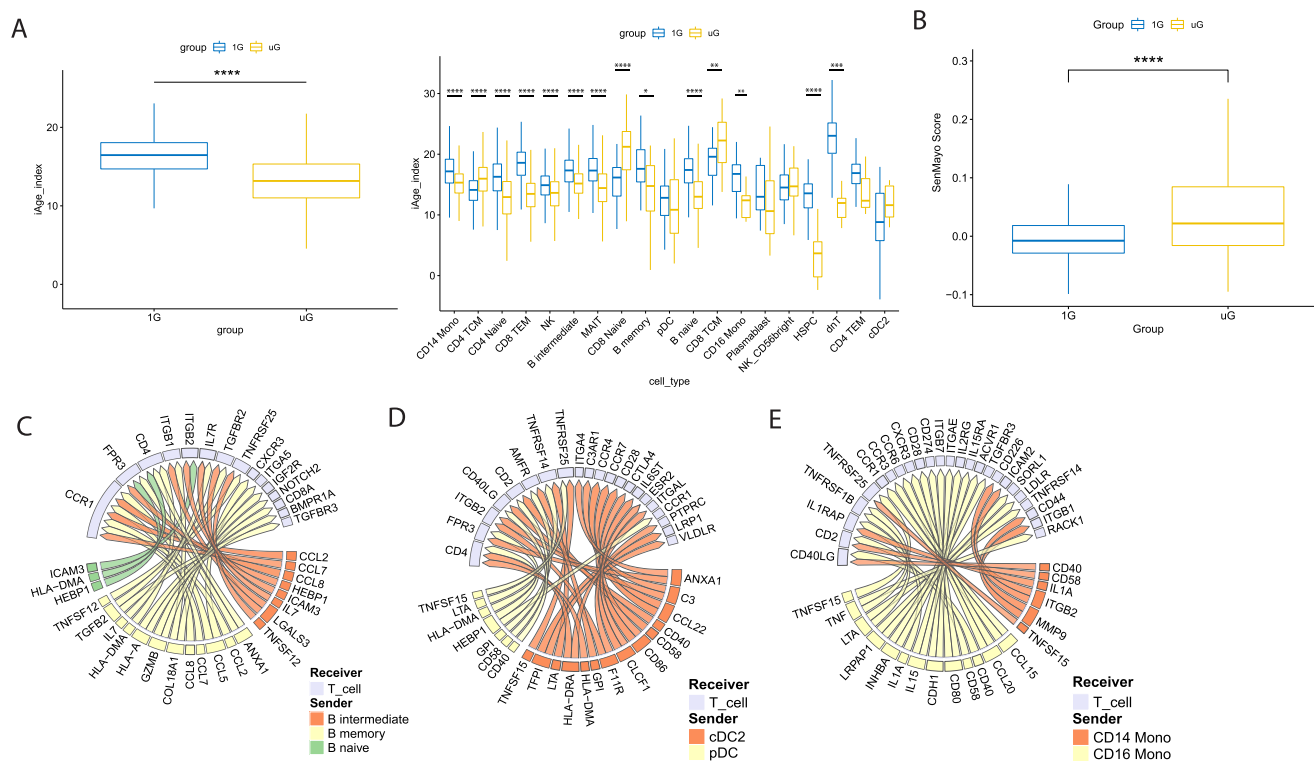 A
group 1G uG
****
iAge_index
20
10
0
1G
uG
group
group 1G uG
**** **** **** **** **** **** **** **** * **** ** ** **** ***
iAge_index
30
20
10
0
CD14 Mono
CD4 TCM
CD4 Naive
CD8 TEM
NK
B intermediate
MAIT
CD8 Naive
B memory
pDC
B naive
CD8 TCM
CD16 Mono
Plasmablast
NK_CD56bright
HSPC
dnT
CD4 TEM
cDC2
cell_type
B
Group 1G uG
****
SenMayo Score
0.3
0.2
0.1
0.0
−0.1
1G
uG
Group
C
CCR1
FPR3
CD4
ITGB1
ITGB2
IL7R
TGFBR2
TNFRSF25
CXCR3
ITGA5
IGF2R
NOTCH2
CD8A
BMPR1A
TGFBR3
CCL2
CCL7
CCL8
HEBP1
ICAM3
IL7
LGALS3
TNFSF12
ANXA1
CCL2
CCL5
CCL7
CCL8
COL18A1
GZMB
HLA−A
HLA−DMA
IL7
TGFB2
TNFSF12
HEBP1
HLA−DMA
ICAM3
Receiver
T_cell
Sender
B intermediate
B memory
B naive
D
CD4
FPR3
ITGB2
CD40LG
CD2
AMFR
TNFRSF14
TNFRSF25
ITGA4
C3AR1
CCR4
CCR7
CD28
CTLA4
IL6ST
ESR2
ITGAL
CCR1
PTPRC
LRP1
VLDLR
ANXA1
C3
CCL22
CD40
CD58
CD86
CLCF1
F11R
GPI
HLA−DMA
HLA−DRA
LTA
TFPI
TNFSF15
CD40
CD58
GPI
HEBP1
HLA−DMA
LTA
TNFSF15
Receiver
T_cell
Sender
cDC2
pDC
E
CD40LG
CD2
IL1RAP
TNFRSF1B
TNFRSF25
CCR1
CCR3
CCR6
CXCR3
CD28
CD274
ITGB7
ITGAE
IL2RG
IL15RA
ACVR1
TGFBR3
CD226
ICAM2
SORL1
LDLR
TNFRSF14
CD44
ITGB1
RACK1
CD40
CD58
IL1A
ITGB2
MMP9
TNFSF15
CCL15
CCL20
CD40
CD58
CD80
CDH1
IL15
IL1A
INHBA
LRPAP1
LTA
TNF
TNFSF15
Receiver
T_cell
Sender
CD14 Mono
CD16 Mono